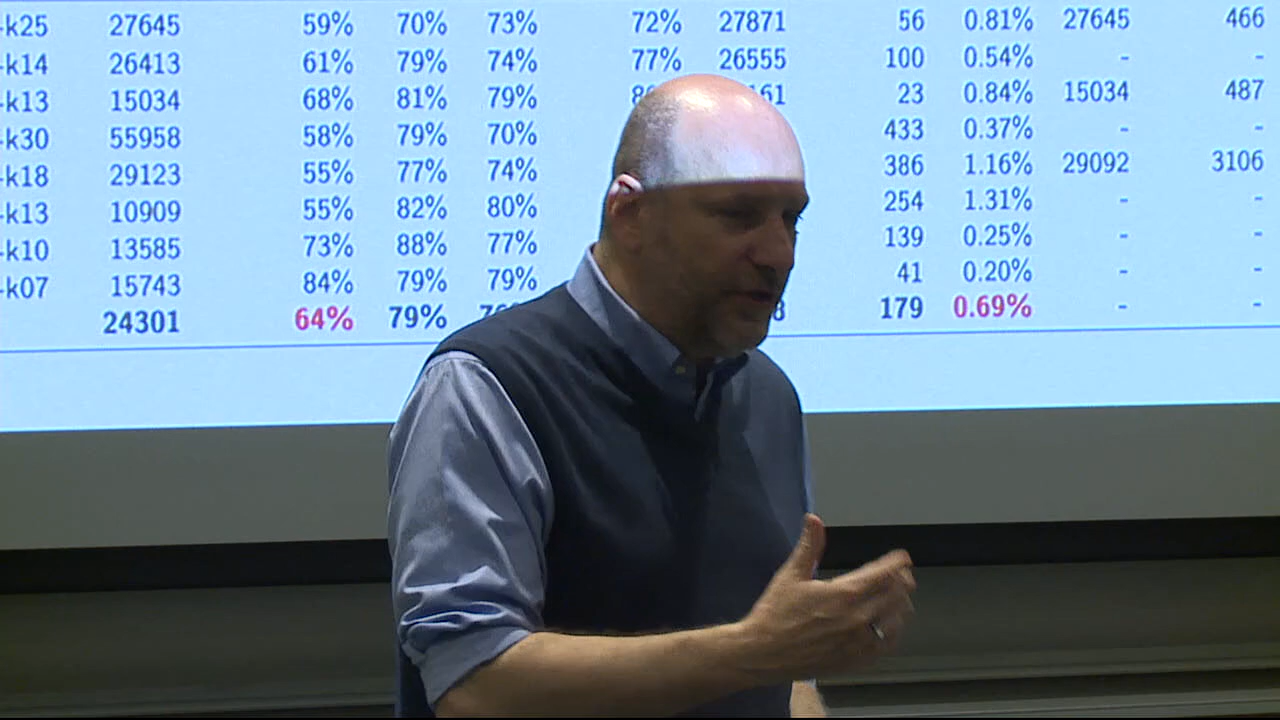 -k25 27645 59% 70% 73% 72% 27871 56 0.81% 27645 466
-k14 26413 61% 79% 74% 77% 26555 100 0.54% - -
-k13 15034 68% 81% 79% 23 0.84% 15034 487
-k30 55958 58% 79% 70% 433 0.37% - -
-k18 29123 55% 77% 74% 386 1.16% 29092 3106
-k13 10909 55% 82% 80% 254 1.31% - -
-k10 13585 73% 88% 77% 139 0.25% - -
-k07 15743 84% 79% 79% 41 0.20% - -
24301 64% 79% 179 0.69% - -